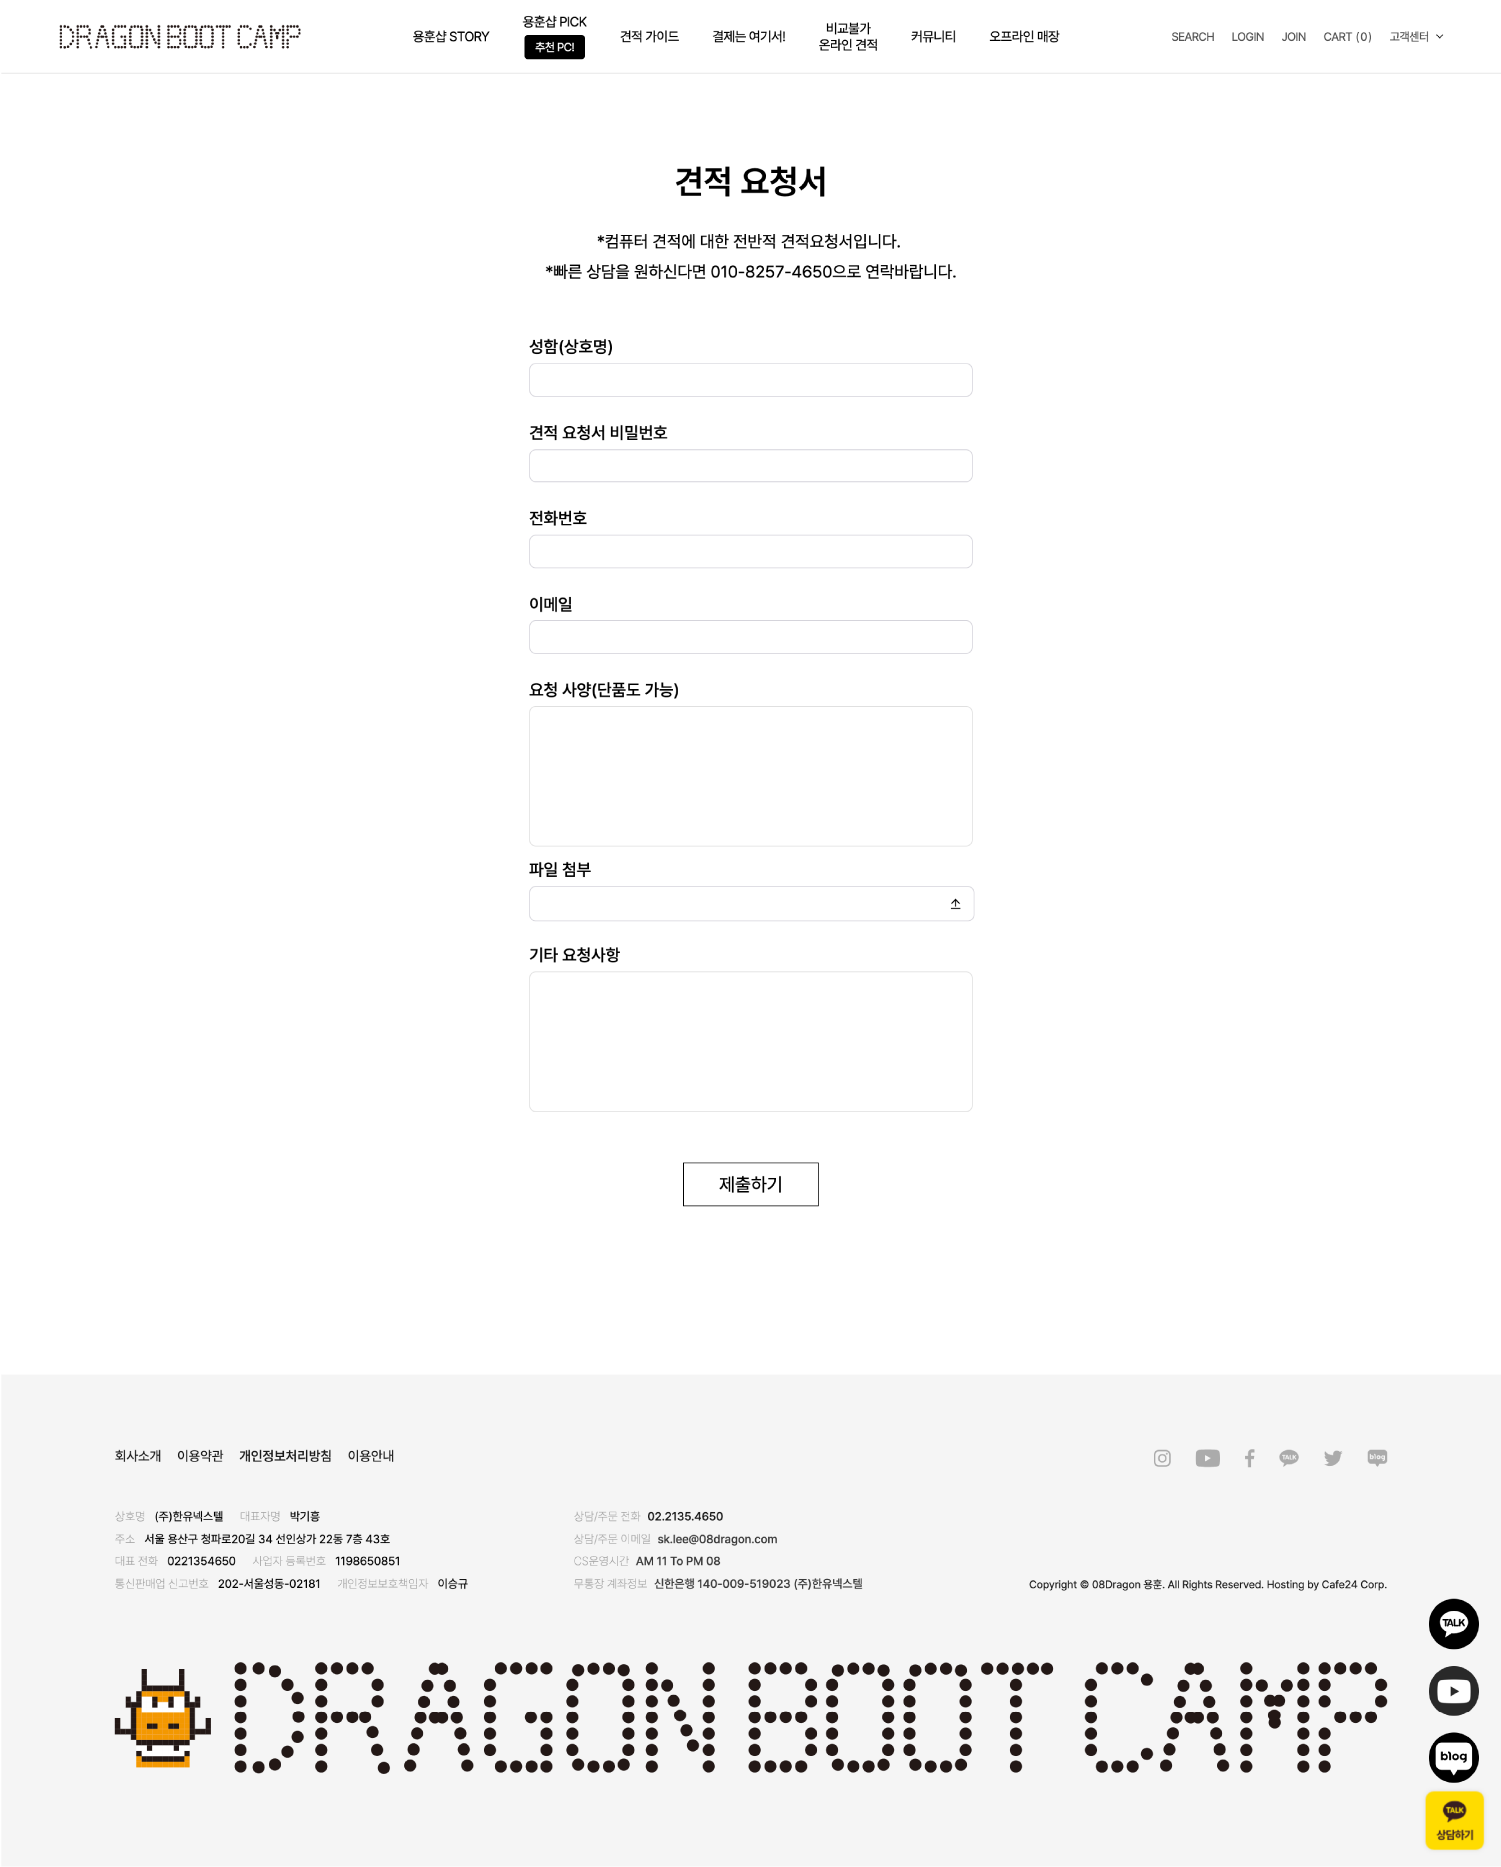 DRAGON BOOT CAMP
용훈샵 STORY
용훈샵 PICK
추천 PC!
견적 가이드
결제는 여기서!
비교불가
온라인 견적
커뮤니티
오프라인 매장
SEARCH
LOGIN
JOIN
CART (0)
고객센터
견적 요청서
*컴퓨터 견적에 대한 전반적 견적요청서입니다.
*빠른 상담을 원하신다면 010-8257-4650으로 연락바랍니다.
성함(상호명)
견적 요청서 비밀번호
전화번호
이메일
요청 사양(단품도 가능)
파일 첨부
기타 요청사항
제출하기
회사소개 이용약관 개인정보처리방침 이용안내
TALK
blog
상호명 (주)한유넥스텔 대표자명 박기흥
주소 서울 용산구 청파로20길 34 선인상가 22동 7층 43호
대표 전화 0221354650 사업자 등록번호 1198650851
통신판매업 신고번호 202-서울성동-02181 개인정보보호책임자 이승규
상담/주문 전화 02.2135.4650
상담/주문 이메일 sk.lee@08dragon.com
CS운영시간 AM 11 To PM 08
무통장 계좌정보 신한은행 140-009-519023 (주)한유넥스텔
Copyright © 08Dragon 용훈. All Rights Reserved. Hosting by Cafe24 Corp.
TALK
DRAGON BOOT CAMP
blog
TALK
상담하기